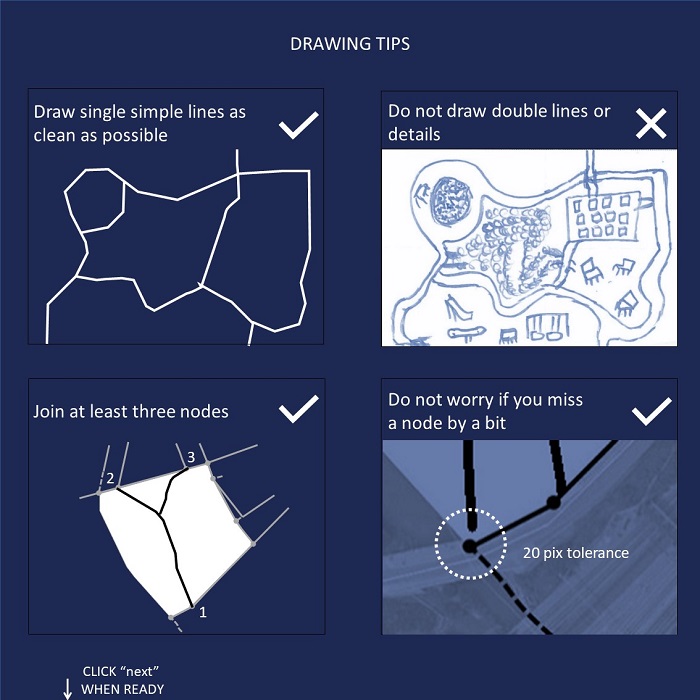 DRAWING TIPS
Draw single simple lines as
clean as possible
Do not draw double lines or
details
Join at least three nodes
2
3
1
Do not worry if you miss
a node by a bit
20 pix tolerance
CLICK “next”
WHEN READY